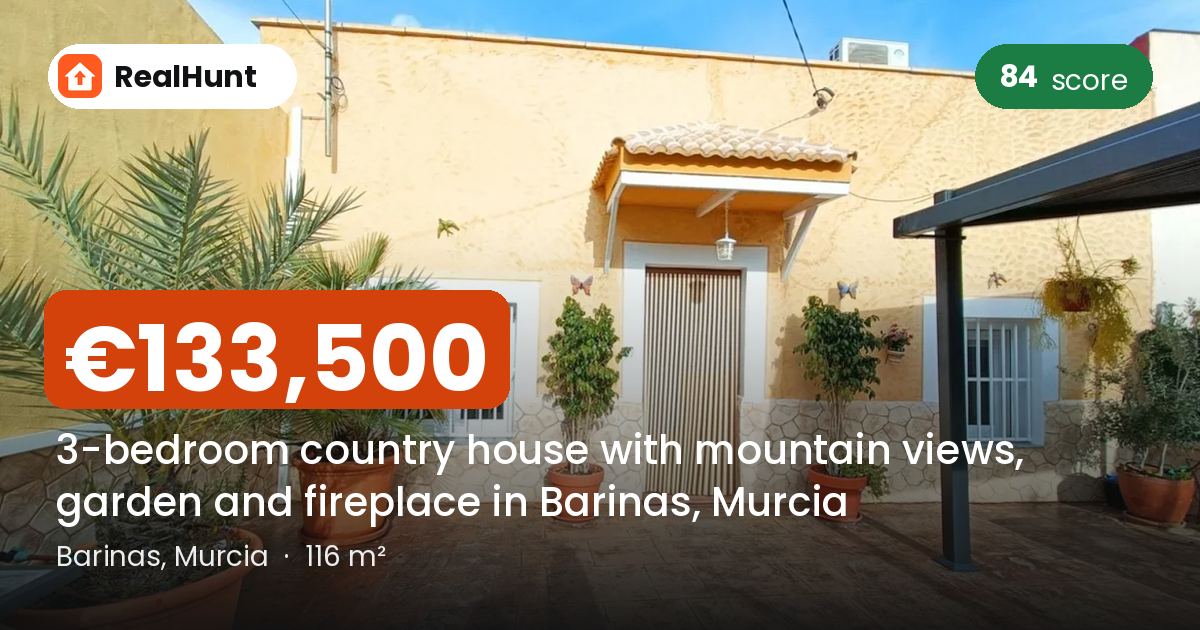 RealHunt
84 score
€133,500
3-bedroom country house with mountain views,
garden and fireplace in Barinas, Murcia
Barinas, Murcia · 116 m²